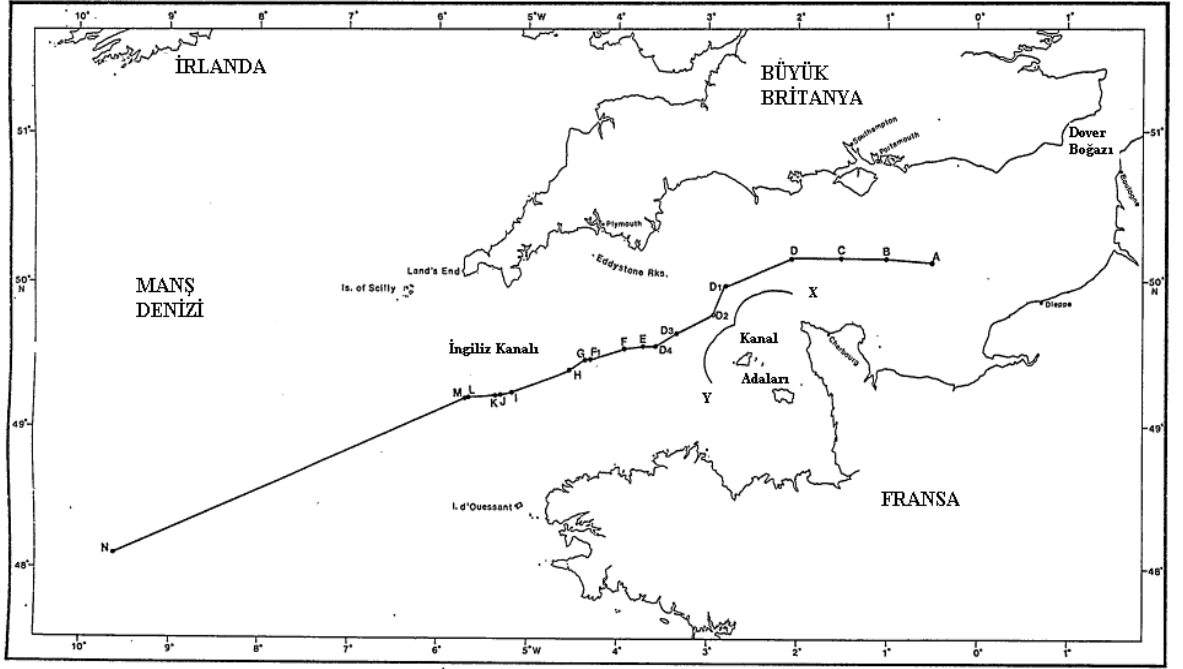 10° 9° 8° 7° 6° 5°W 4° 3° 2° 1° 0° 1°
İRLANDA
BÜYÜK
BRİTANYA
51°
51°
Southampton
Portsmouth
Dover
Boğazı
Boulogne
Plymouth
Eddystone Rks.
Land's End
Is. of Scilly
MANŞ
DENİZİ
50°
N
50°
N
D C B A
D1
X
Dieppe
D2
D3
Kanal
Adaları
Cherbourg
İngiliz Kanalı
G F1 F E D4
H
M L K J I
Y
49°
49°
I. d'Ouessant
FRANSA
N
48°
48°
10° 9° 8° 7° 6° 5°W 4° 3° 2° 1° 0° 1°